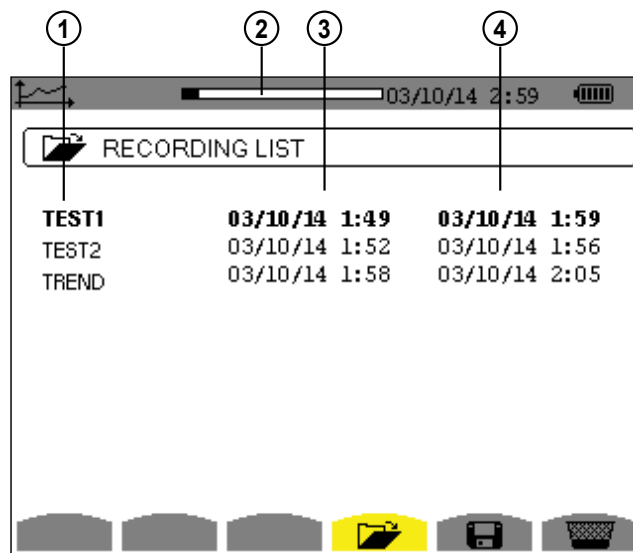 1 2 3 4
03/10/14 2:59
RECORDING LIST
TEST1 03/10/14 1:49 03/10/14 1:59
TEST2 03/10/14 1:52 03/10/14 1:56
TREND 03/10/14 1:58 03/10/14 2:05